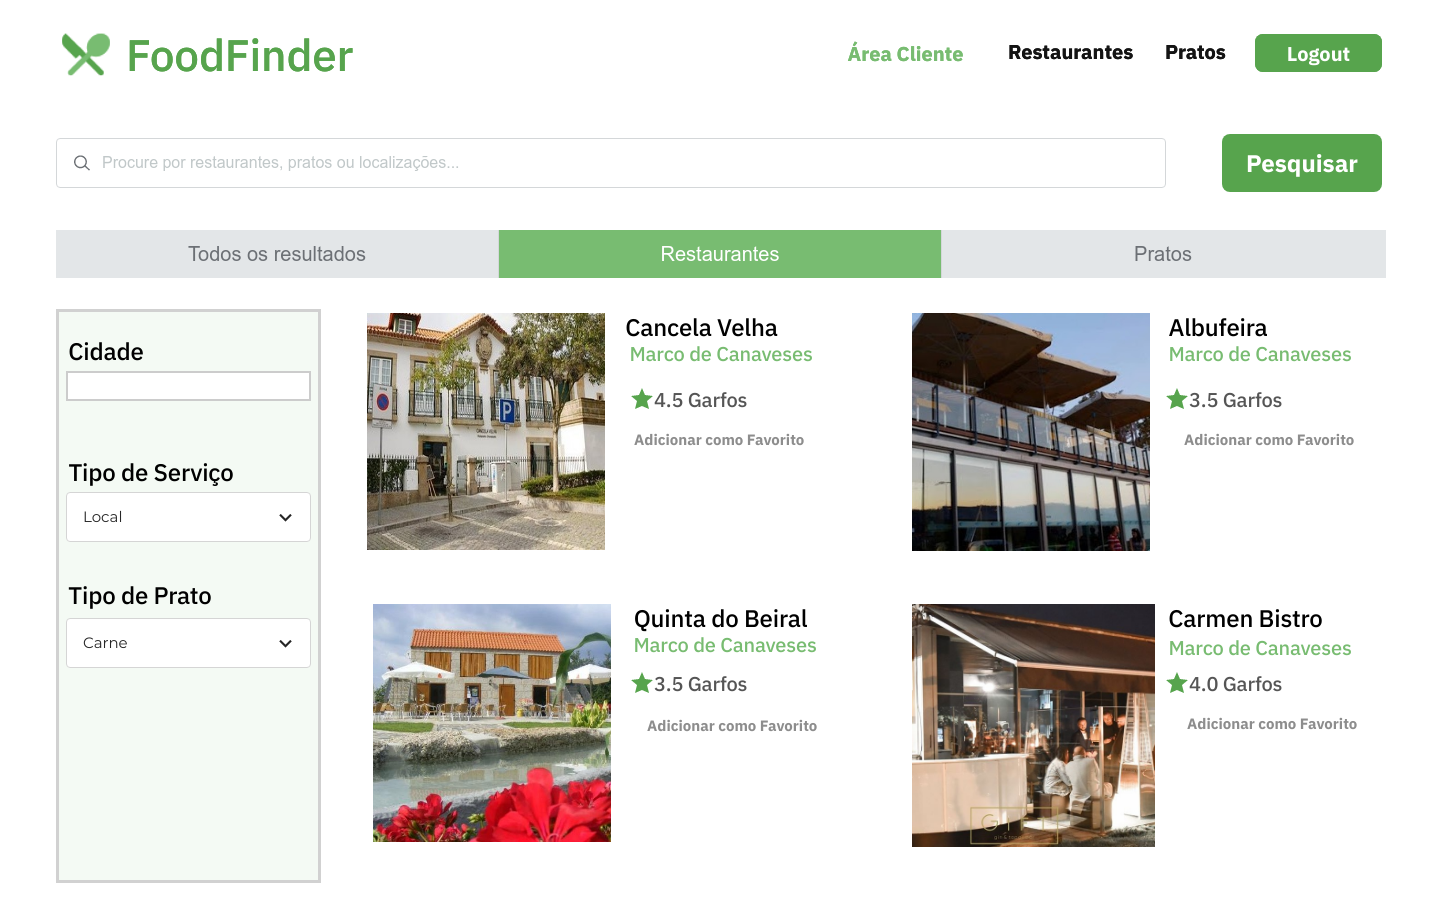 FoodFinder
Área Cliente
Restaurantes
Pratos
Logout
Procure por restaurantes, pratos ou localizações...
Pesquisar
Todos os resultados
Restaurantes
Pratos
Cidade
Tipo de Serviço
Local
Tipo de Prato
Carne
Cancela Velha
Marco de Canaveses
4.5 Garfos
Adicionar como Favorito
P
CANCELA VELHA
Albufeira
Marco de Canaveses
3.5 Garfos
Adicionar como Favorito
Quinta do Beiral
Marco de Canaveses
3.5 Garfos
Adicionar como Favorito
Carmen Bistro
Marco de Canaveses
4.0 Garfos
Adicionar como Favorito